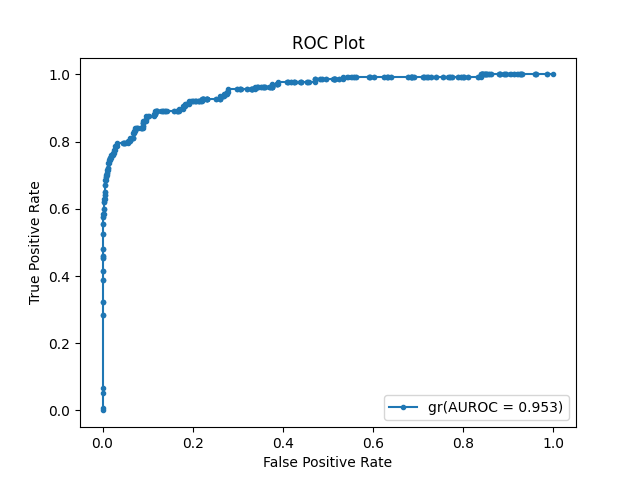 ROC Plot
True Positive Rate
1.0
0.8
0.6
0.4
0.2
0.0
gr(AUROC = 0.953)
0.0 0.2 0.4 0.6 0.8 1.0
False Positive Rate